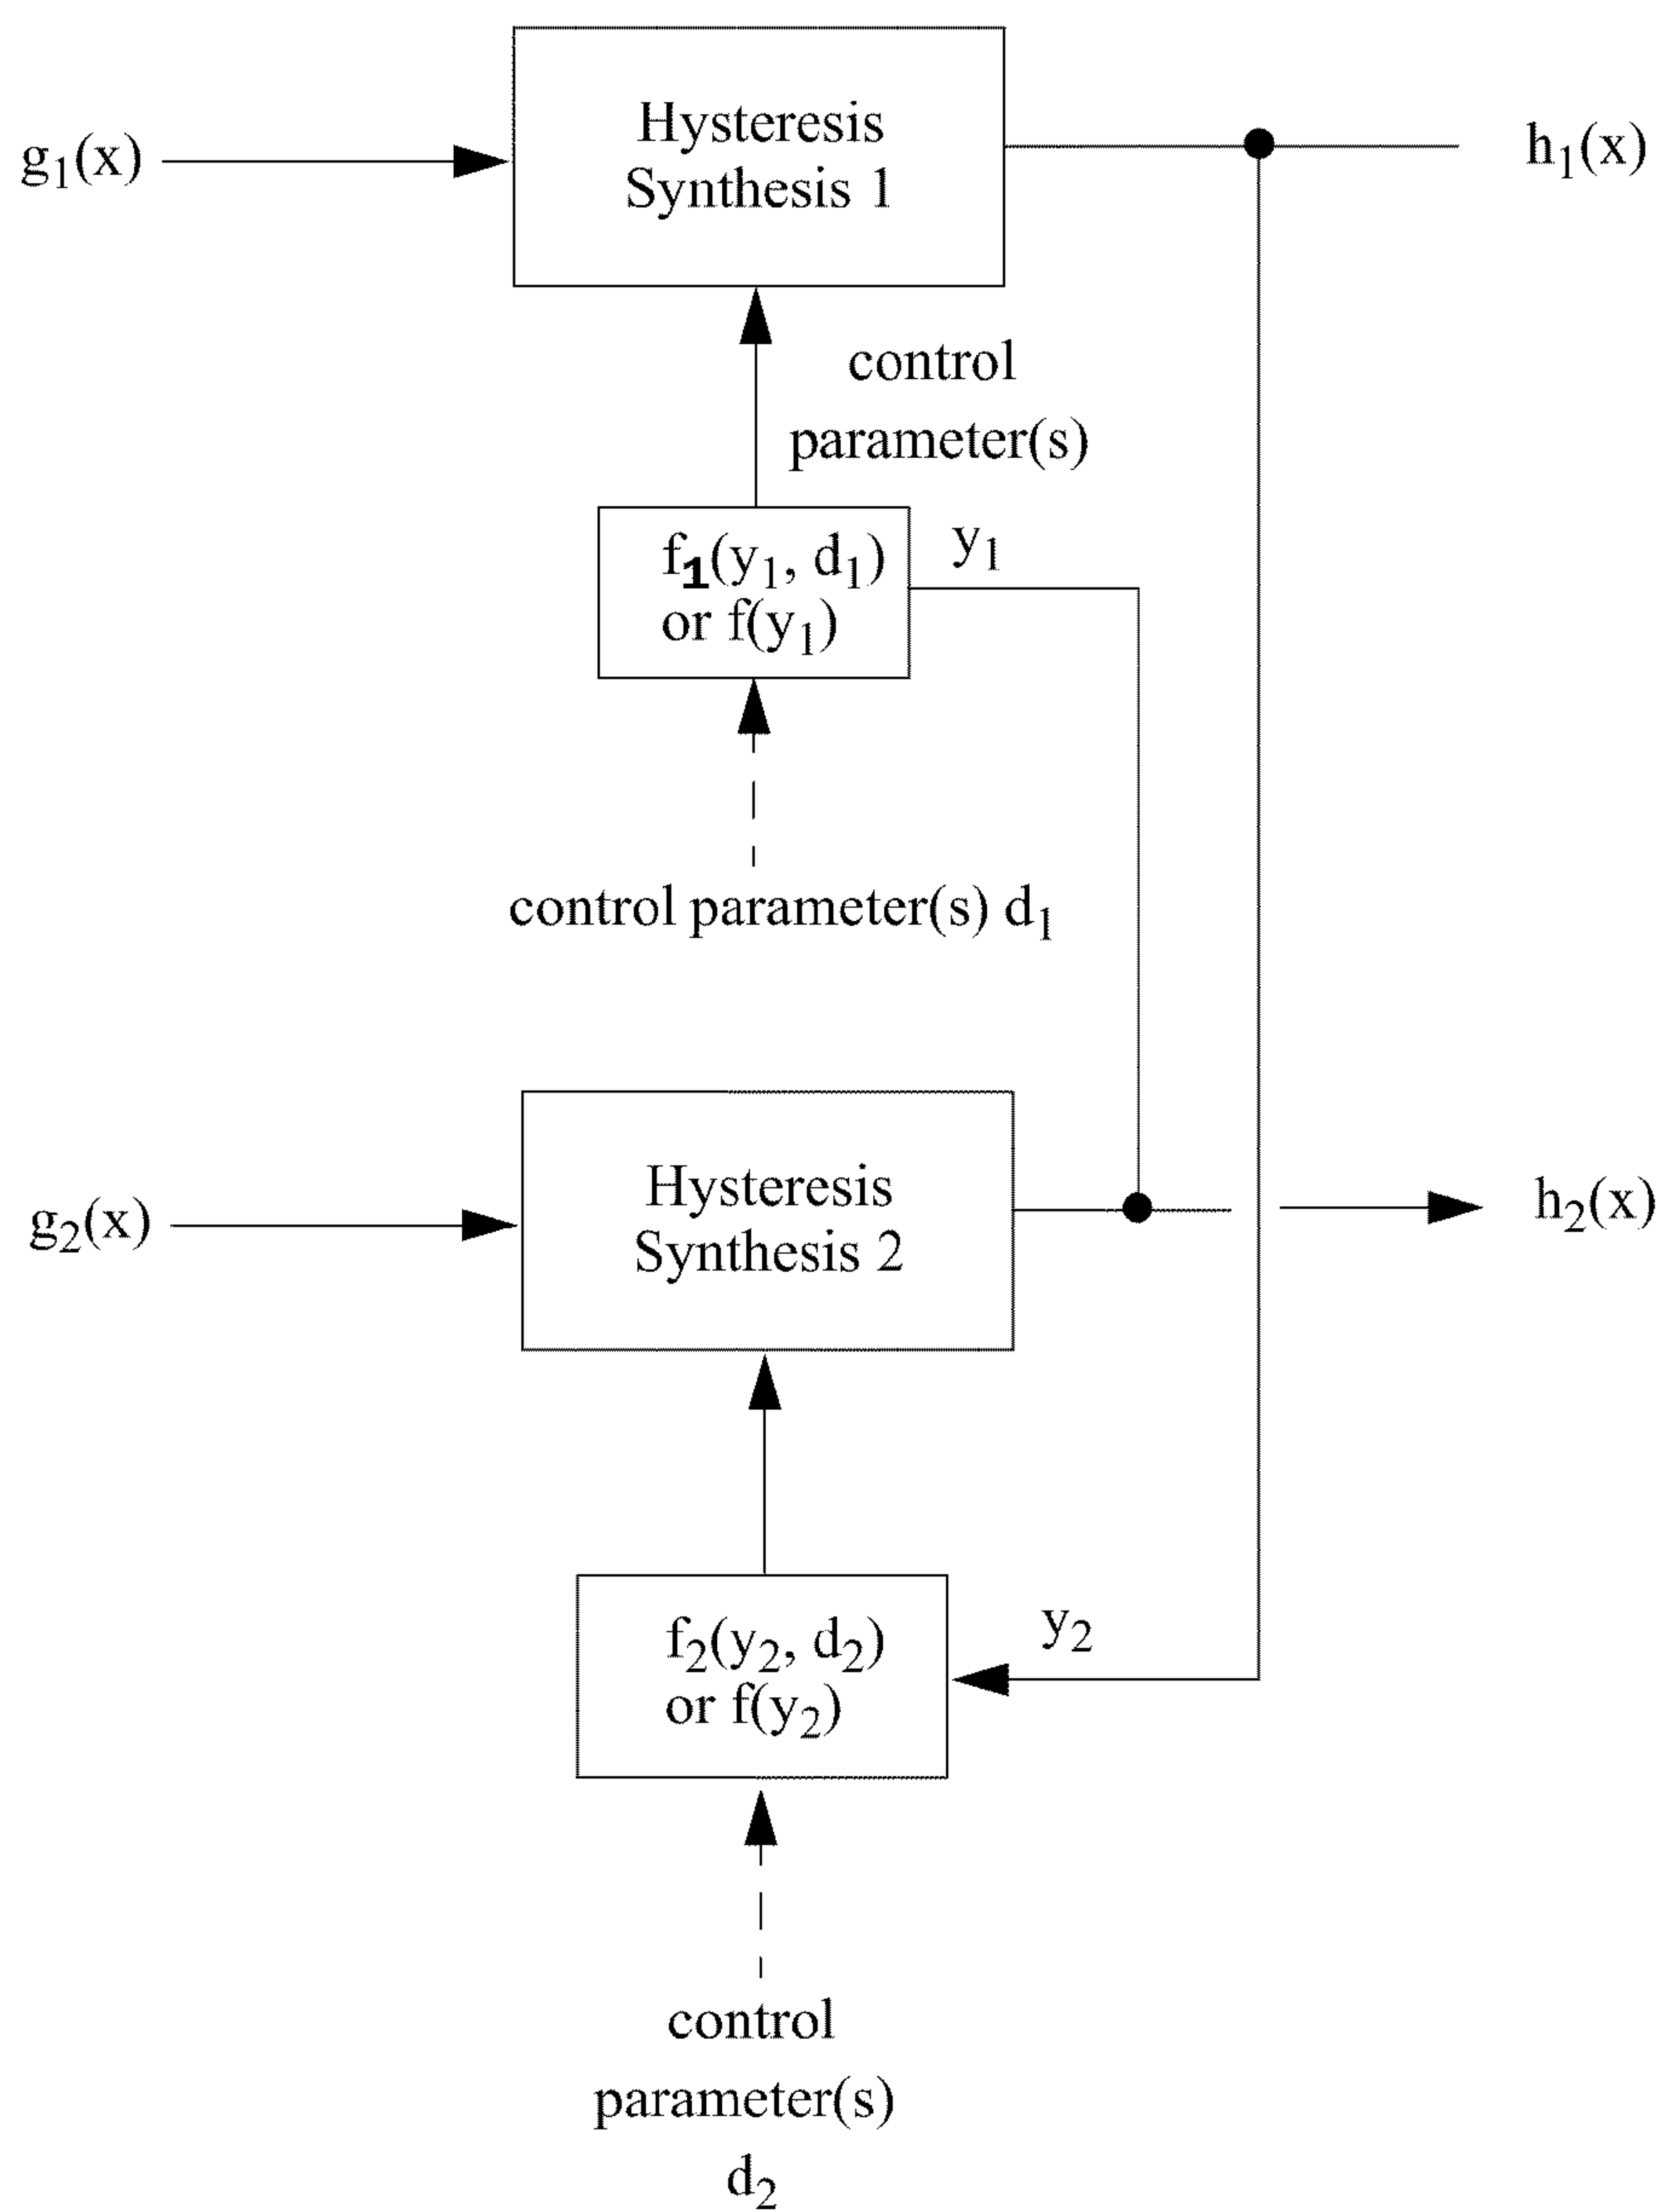 Hysteresis
Synthesis 1
g₁(x)
h₁(x)
control
parameter(s)
f₁(y₁, d₁)
or f(y₁)
y₁
control parameter(s) d₁
Hysteresis
Synthesis 2
g₂(x)
h₂(x)
f₂(y₂, d₂)
or f(y₂)
y₂
control
parameter(s)
d₂